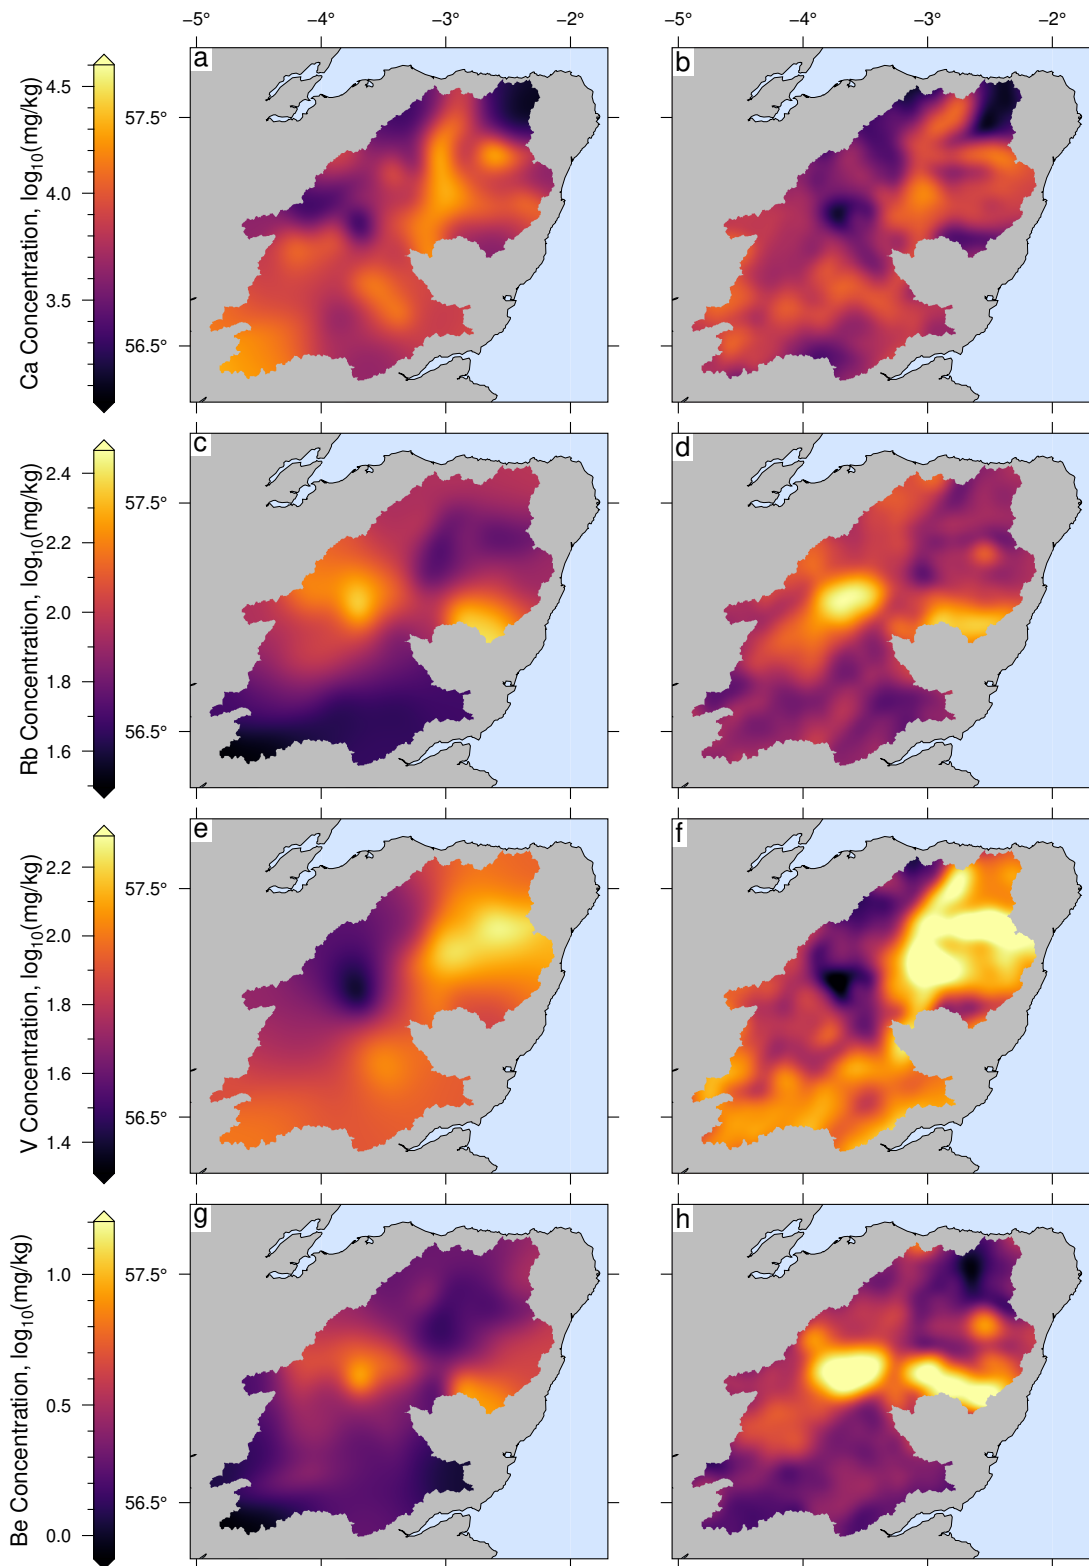 −5° −4° −3° −2° −5° −4° −3° −2°
a b
4.5
4.0
3.5
Ca Concentration, log10(mg/kg)
57.5°
56.5°
c d
2.4
2.2
2.0
1.8
1.6
Rb Concentration, log10(mg/kg)
57.5°
56.5°
e f
2.2
2.0
1.8
1.6
1.4
V Concentration, log10(mg/kg)
57.5°
56.5°
g h
1.0
0.5
0.0
Be Concentration, log10(mg/kg)
57.5°
56.5°